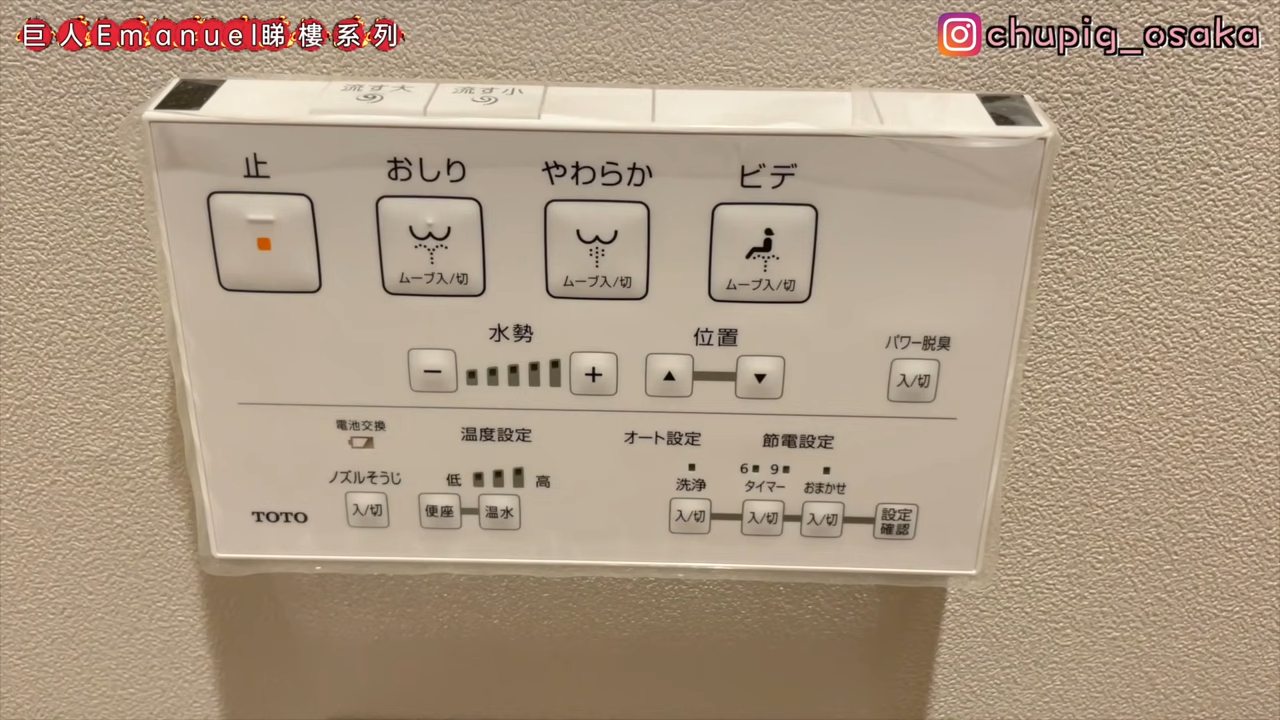 巨人Emanuel睇樓系列
chupig_osaka
流す大
流す小
止
おしり
やわらか
ビデ
ムーブ入/切
ムーブ入/切
ムーブ入/切
水勢
位置
パワー脱臭
－
＋
▲
▼
入/切
電池交換
温度設定
オート設定
節電設定
6
9
ノズルそうじ
低
高
洗浄
タイマー
おまかせ
TOTO
入/切
便座
温水
入/切
入/切
入/切
設定
確認